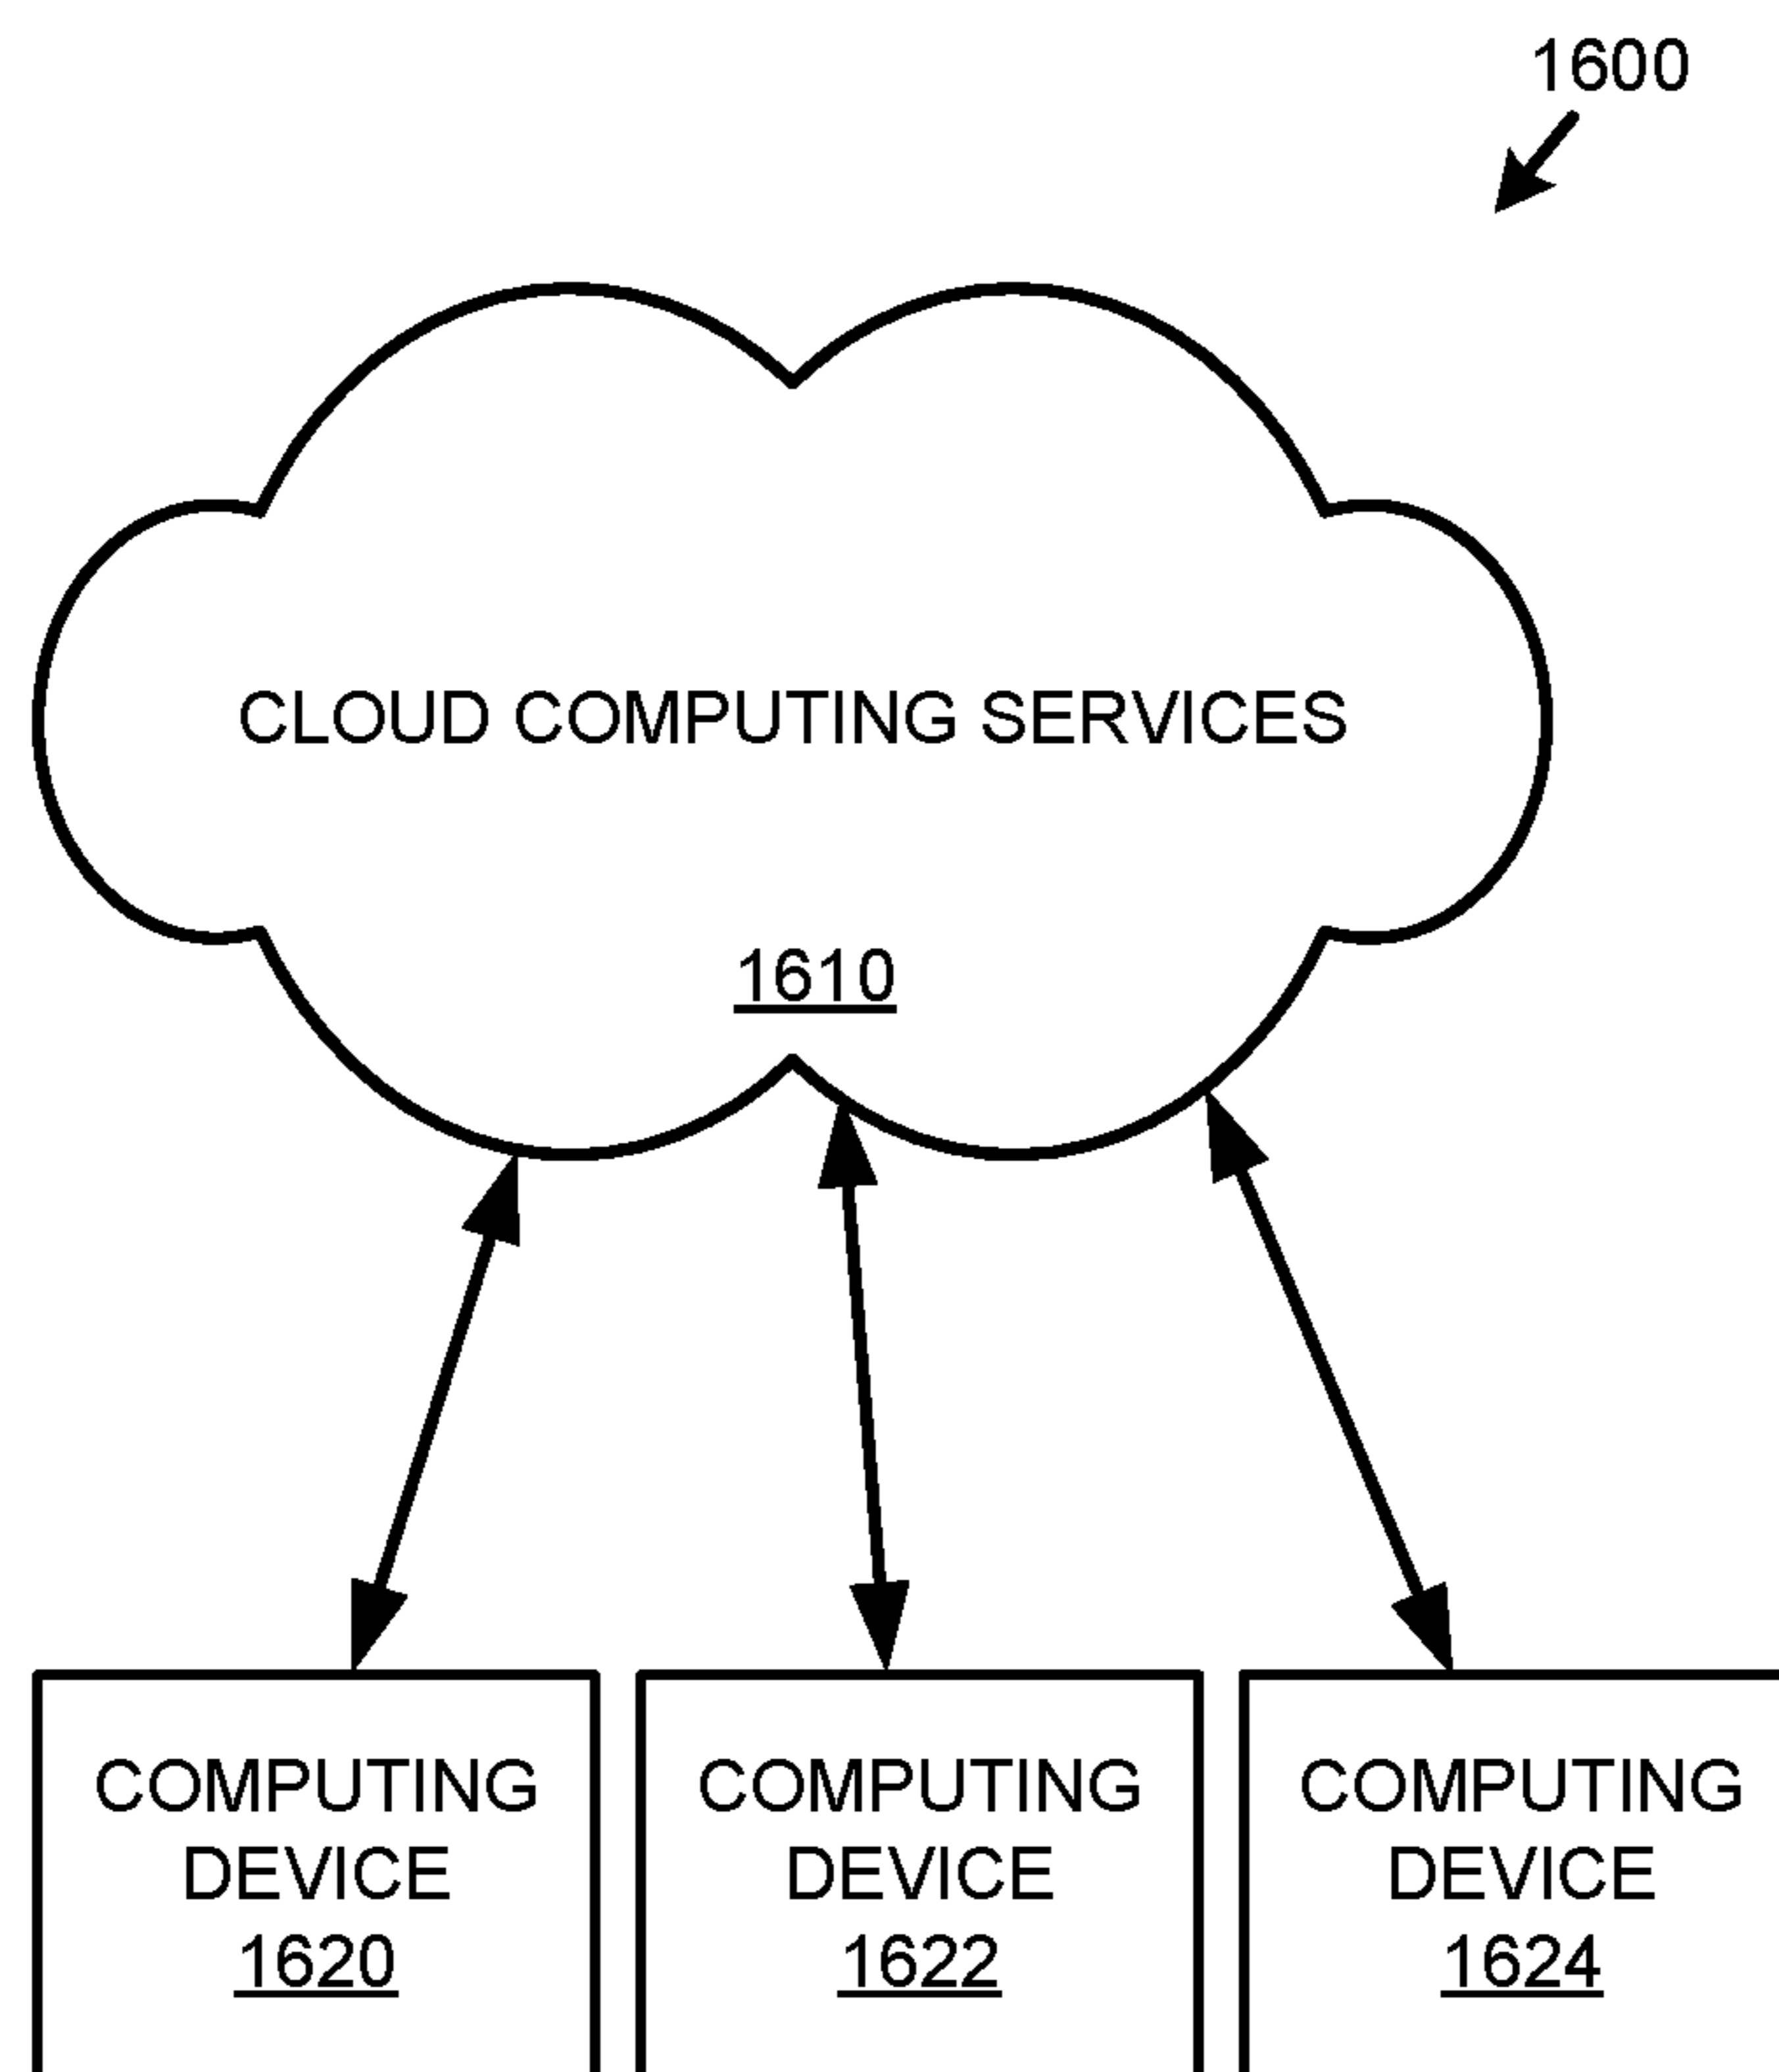 1600
CLOUD COMPUTING SERVICES
1610
COMPUTING
DEVICE
1620
COMPUTING
DEVICE
1622
COMPUTING
DEVICE
1624